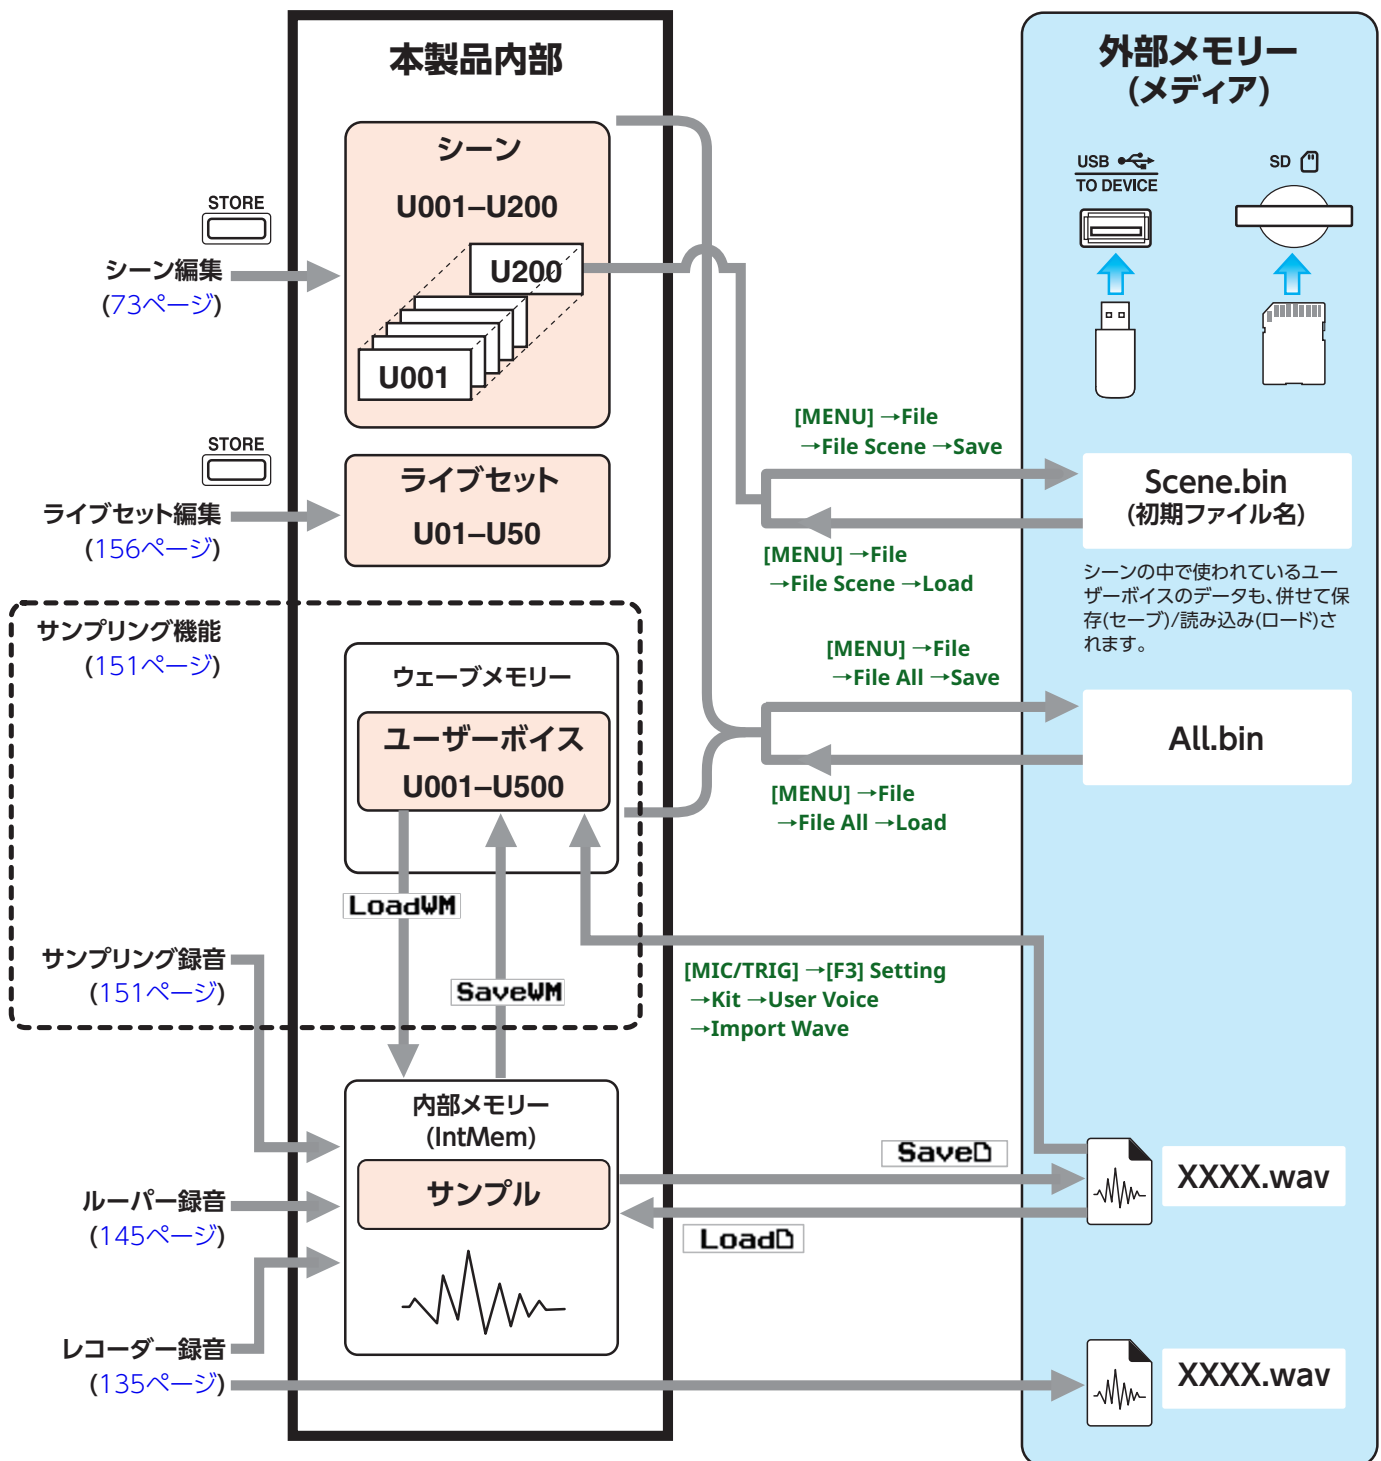 本製品内部
外部メモリー
(メディア)
シーン
U001–U200
U200
U001
STORE
シーン編集
(73ページ)
USB
TO DEVICE
SD
STORE
ライブセット編集
(156ページ)
ライブセット
U01–U50
[MENU] →File
→File Scene →Save
Scene.bin
(初期ファイル名)
[MENU] →File
→File Scene →Load
シーンの中で使われているユー
ザーボイスのデータも、併せて保
存(セーブ)/読み込み(ロード)さ
れます。
サンプリング機能
(151ページ)
ウェーブメモリー
ユーザーボイス
U001–U500
[MENU] →File
→File All →Save
All.bin
[MENU] →File
→File All →Load
LoadWM
SaveWM
サンプリング録音
(151ページ)
[MIC/TRIG] →[F3] Setting
→Kit →User Voice
→Import Wave
内部メモリー
(IntMem)
サンプル
Save
Load
XXXX.wav
ルーパー録音
(145ページ)
レコーダー録音
(135ページ)
XXXX.wav